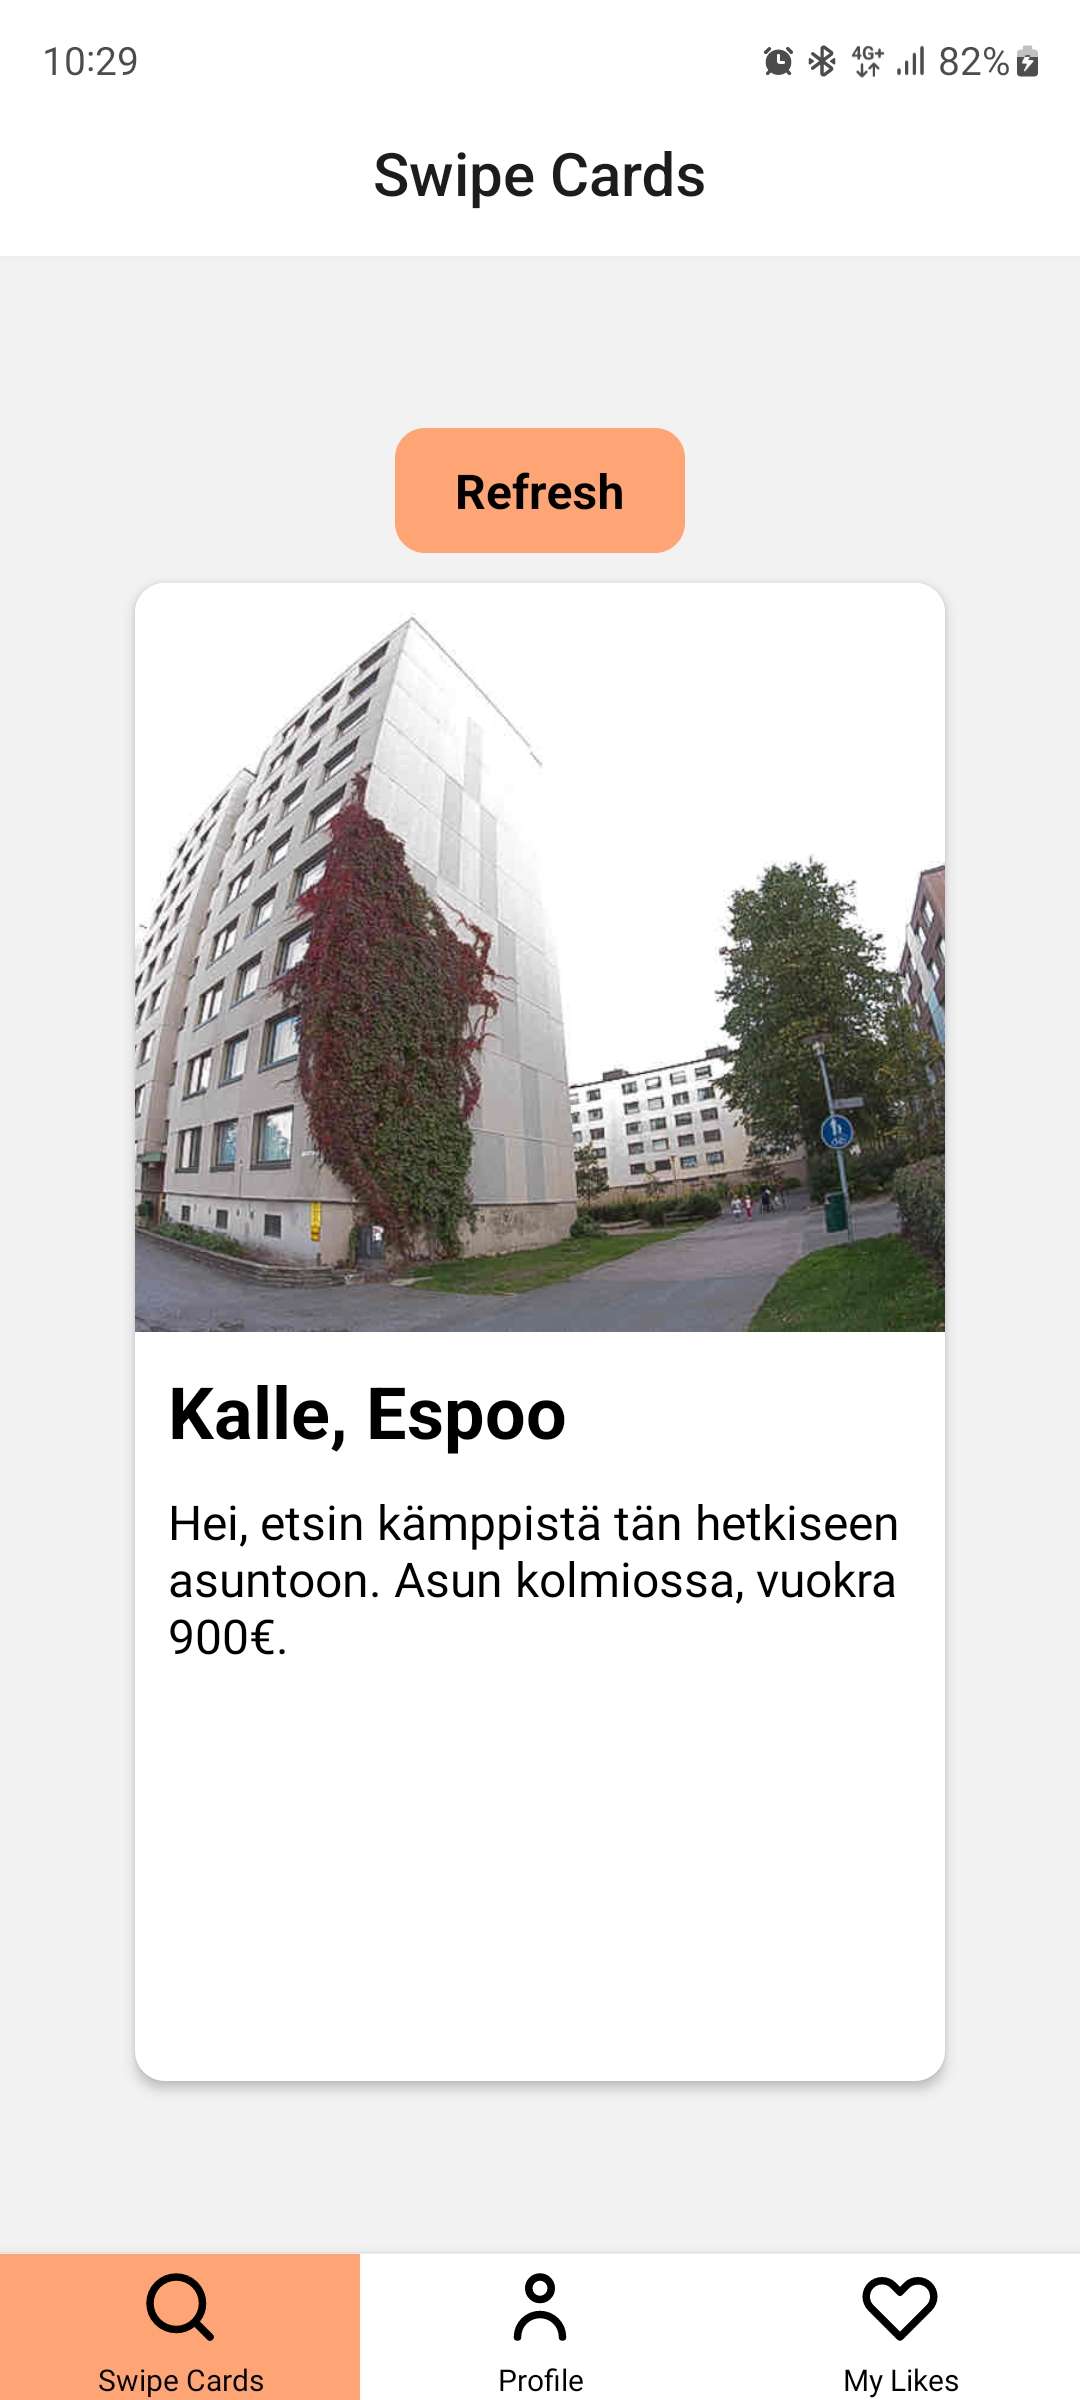 10:29
4G+ 82%
Swipe Cards
Refresh
Kalle, Espoo
Hei, etsin kämppistä tän hetkiseen
asuntoon. Asun kolmiossa, vuokra
900€.
Swipe Cards
Profile
My Likes